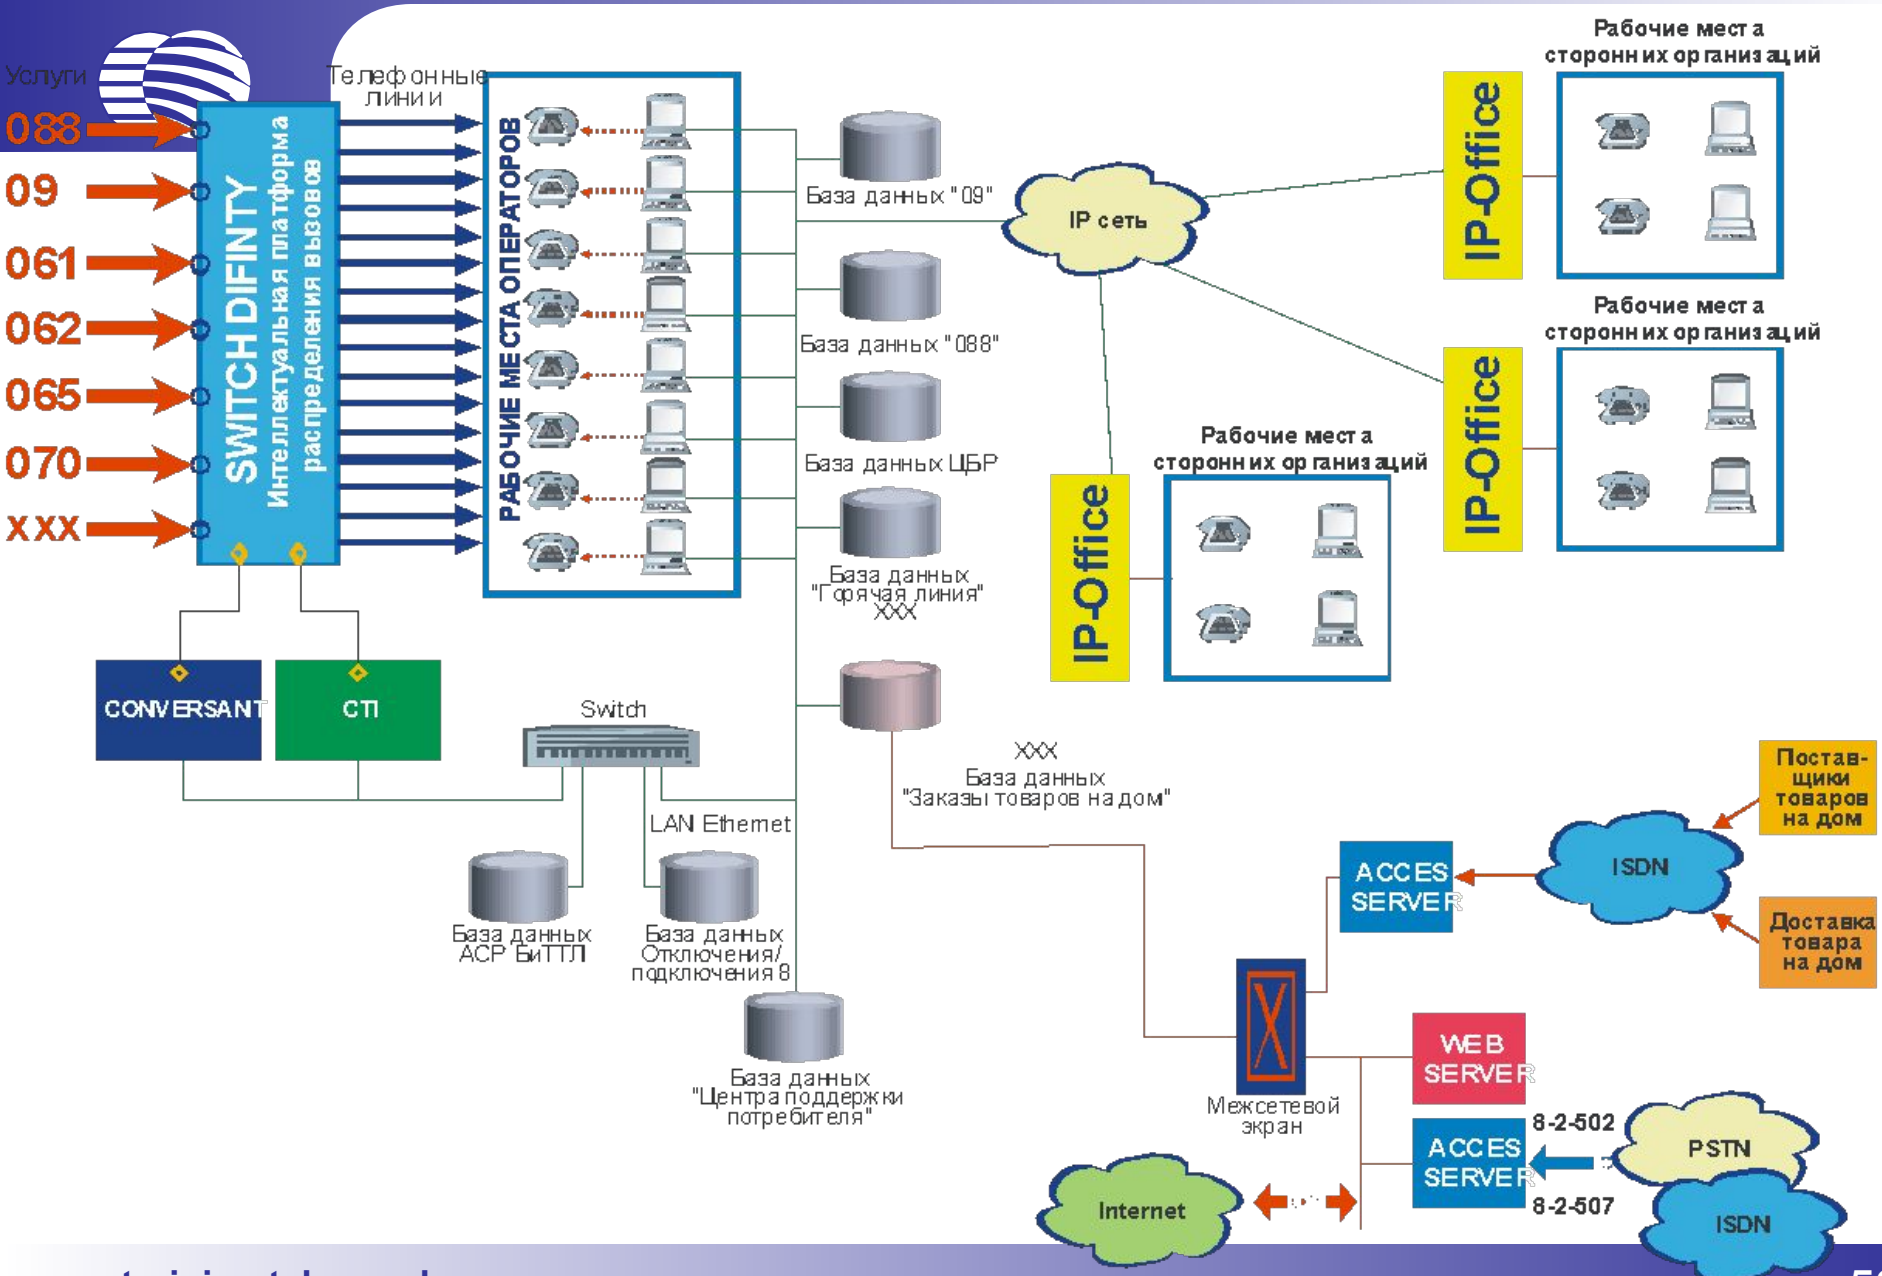 Услуги
088
09
061
062
065
070
XXX
SWITCH DIFINTY
Интеллектуальная платформа
распределения вызовов
Телефонные
линии
РАБОЧИЕ МЕСТА ОПЕРАТОРОВ
CONVERSANT
CTI
Switch
LAN Ethernet
База данных "09"
База данных "088"
База данных ЦБР
База данных
"Горячая линия"
XXX
XXX
База данных
"Заказы товаров на дом"
База данных
АСР БиТТЛ
База данных
Отключения/
подключения 8
База данных
"Центра поддержки
потребителя"
IP сеть
IP-Office
Рабочие места
сторонних организаций
IP-Office
Рабочие места
сторонних организаций
IP-Office
Рабочие места
сторонних организаций
Постав-
щики
товаров
на дом
ISDN
ACCES
SERVER
Доставка
товара
на дом
Межсетевой
экран
WEB
SERVER
ACCES
SERVER
8-2-502
8-2-507
PSTN
ISDN
Internet